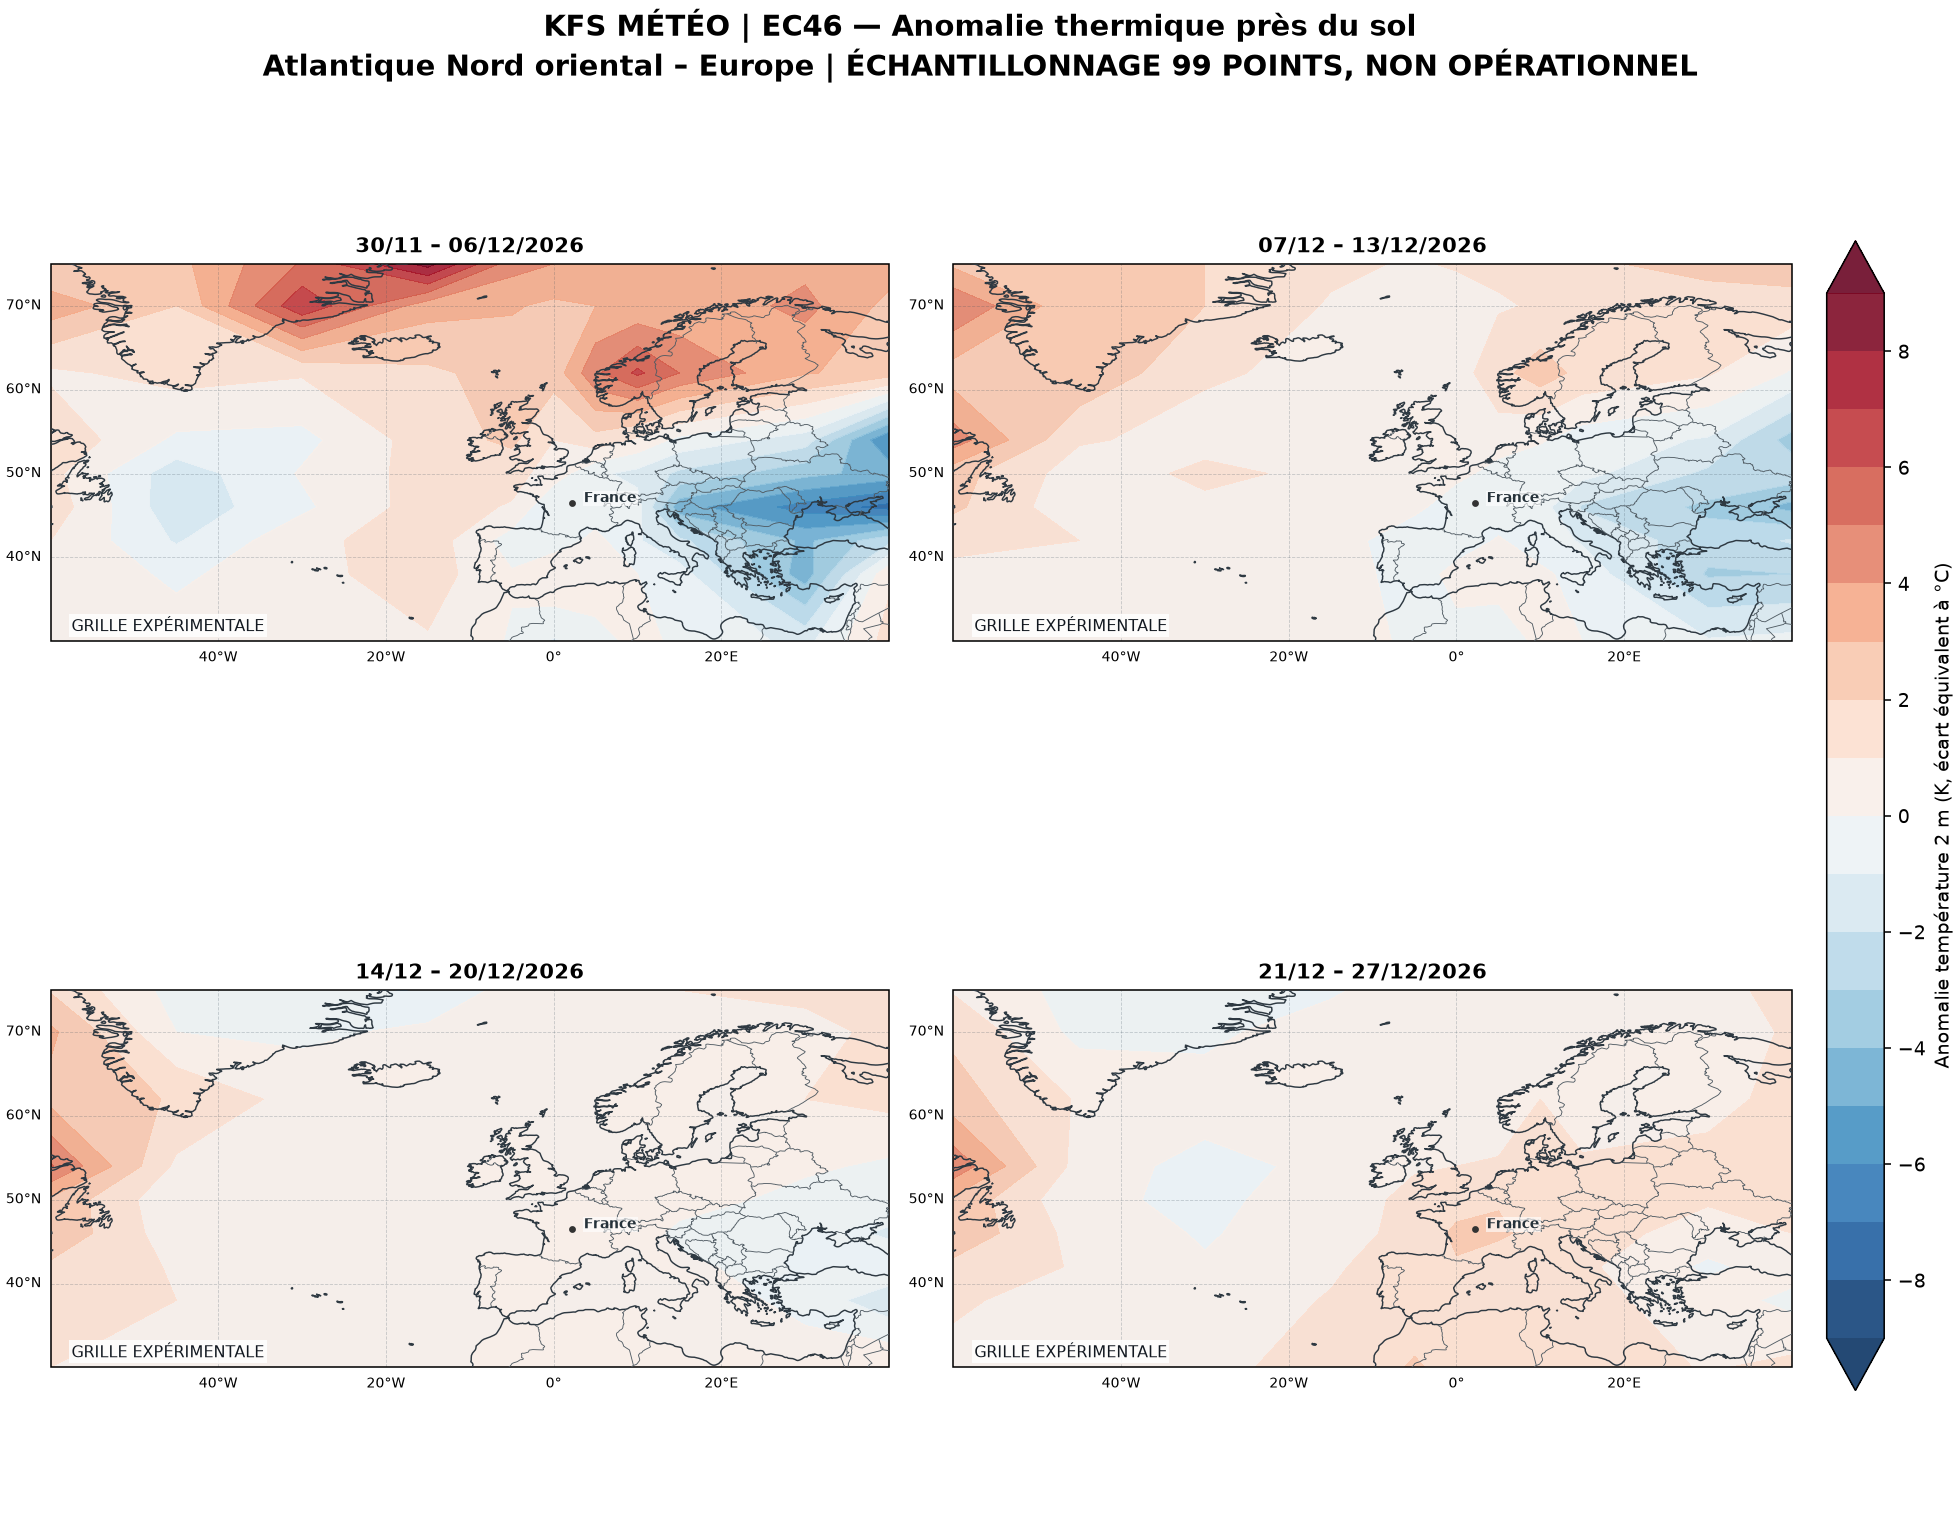 KFS MÉTÉO | EC46 — Anomalie thermique près du sol
Atlantique Nord oriental – Europe | ÉCHANTILLONNAGE 99 POINTS, NON OPÉRATIONNEL
30/11 – 06/12/2026
70°N
60°N
50°N
40°N
France
GRILLE EXPÉRIMENTALE
40°W
20°W
0°
20°E
07/12 – 13/12/2026
70°N
60°N
50°N
40°N
France
GRILLE EXPÉRIMENTALE
40°W
20°W
0°
20°E
14/12 – 20/12/2026
70°N
60°N
50°N
40°N
France
GRILLE EXPÉRIMENTALE
40°W
20°W
0°
20°E
21/12 – 27/12/2026
70°N
60°N
50°N
40°N
France
GRILLE EXPÉRIMENTALE
40°W
20°W
0°
20°E
8
6
4
2
0
−2
−4
−6
−8
Anomalie température 2 m (K, écart équivalent à °C)